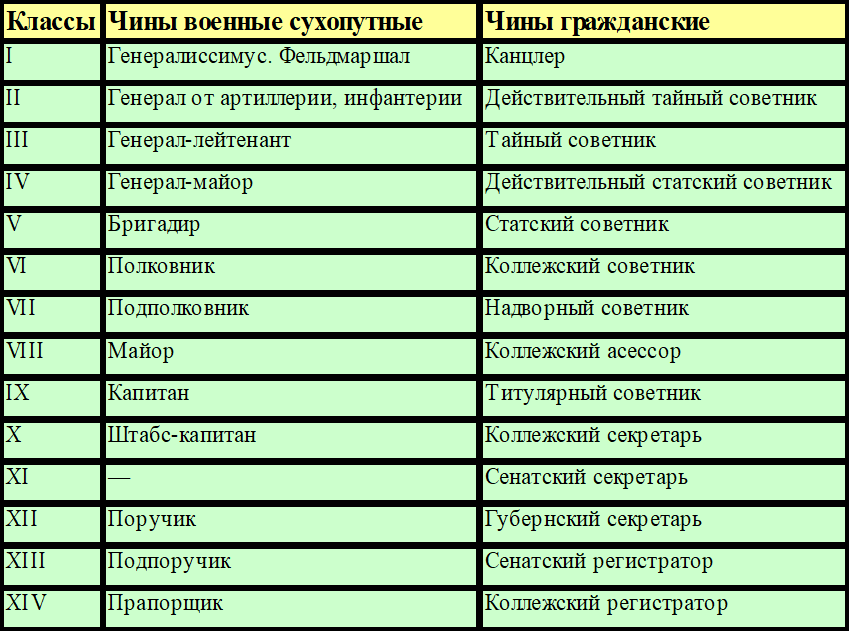 Классы Чины военные сухопутные Чины гражданские
I Генералиссимус. Фельдмаршал Канцлер
II Генерал от артиллерии, инфантерии Действительный тайный советник
III Генерал-лейтенант Тайный советник
IV Генерал-майор Действительный статский советник
V Бригадир Статский советник
VI Полковник Коллежский советник
VII Подполковник Надворный советник
VIII Майор Коллежский асессор
IX Капитан Титулярный советник
X Штабс-капитан Коллежский секретарь
XI — Сенатский секретарь
XII Поручик Губернский секретарь
XIII Подпоручик Сенатский регистратор
XIV Прапорщик Коллежский регистратор